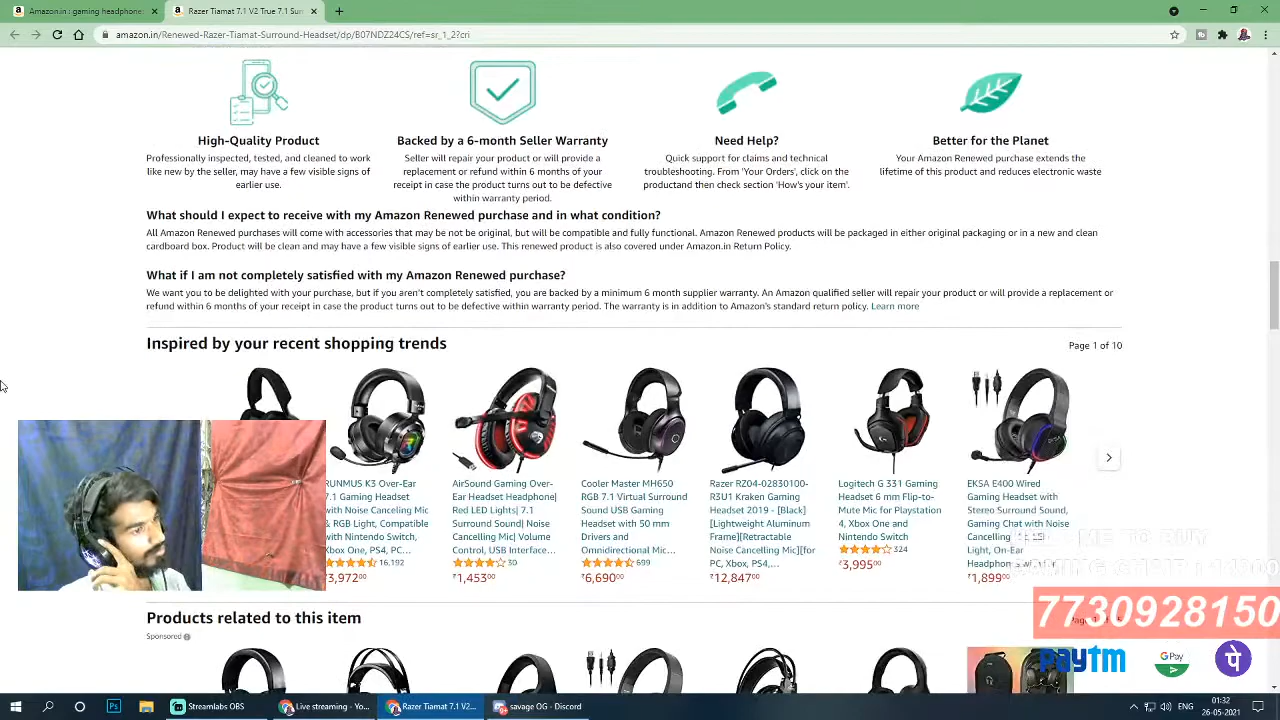 Amazon.in : gaming headphone
Razer Tiamat 7.1 V2 True 7.1 Surr
amazon.in/Renewed-Razer-Tiamat-Surround-Headset/dp/B07NDZ24CS/ref=sr_1_2?cri
High-Quality Product
Professionally inspected, tested, and cleaned to work
like new by the seller, may have a few visible signs of
earlier use.
Backed by a 6-month Seller Warranty
Seller will repair your product or will provide a
replacement or refund within 6 months of your
receipt in case the product turns out to be defective
within warranty period.
Need Help?
Quick support for claims and technical
troubleshooting. From 'Your Orders', click on the
productand then check section 'How's your item'.
Better for the Planet
Your Amazon Renewed purchase extends the
lifetime of this product and reduces electronic waste
What should I expect to receive with my Amazon Renewed purchase and in what condition?
All Amazon Renewed purchases will come with accessories that may be not be original, but will be compatible and fully functional. Amazon Renewed products will be packaged in either original packaging or in a new and clean
cardboard box. Product will be clean and may have a few visible signs of earlier use. This renewed product is also covered under Amazon.in Return Policy.
What if I am not completely satisfied with my Amazon Renewed purchase?
We want you to be delighted with your purchase, but if you aren't completely satisfied, you are backed by a minimum 6 month supplier warranty. An Amazon qualified seller will repair your product or will provide a replacement or
refund within 6 months of your receipt in case the product turns out to be defective within warranty period. The warranty is in addition to Amazon's standard return policy. Learn more
Inspired by your recent shopping trends
Page 1 of 10
RUNMUS K3 Over-Ear
7.1 Gaming Headset
with Noise Canceling Mic
& RGB Light, Compatible
with Nintendo Switch,
Xbox One, PS4, PC…
16,192
₹3,972.00
AirSound Gaming Over-
Ear Headset Headphone|
Red LED Lights| 7.1
Surround Sound| Noise
Cancelling Mic| Volume
Control, USB Interface…
30
₹1,453.00
Cooler Master MH650
RGB 7.1 Virtual Surround
Sound USB Gaming
Headset with 50 mm
Drivers and
Omnidirectional Mic…
699
₹6,690.00
Razer RZ04-02830100-
R3U1 Kraken Gaming
Headset 2019 - [Black]
[Lightweight Aluminum
Frame][Retractable
Noise Cancelling Mic][for
PC, Xbox, PS4,…
₹12,847.00
Logitech G 331 Gaming
Headset 6 mm Flip-to-
Mute Mic for Playstation
4, Xbox One and
Nintendo Switch
324
₹3,995.00
EKSA E400 Wired
Gaming Headset with
Stereo Surround Sound,
Gaming Chat with Noise
Cancelling
Light, On-Ear
Headphones
₹1,899.00
TO BUY
7730928150
Products related to this item
Page 1
Sponsored
paytm
G Pay
पे
Ps
Streamlabs OBS
Live streaming - Yo...
Razer Tiamat 7.1 V2...
savage OG - Discord
ENG
01:32
26-05-2021